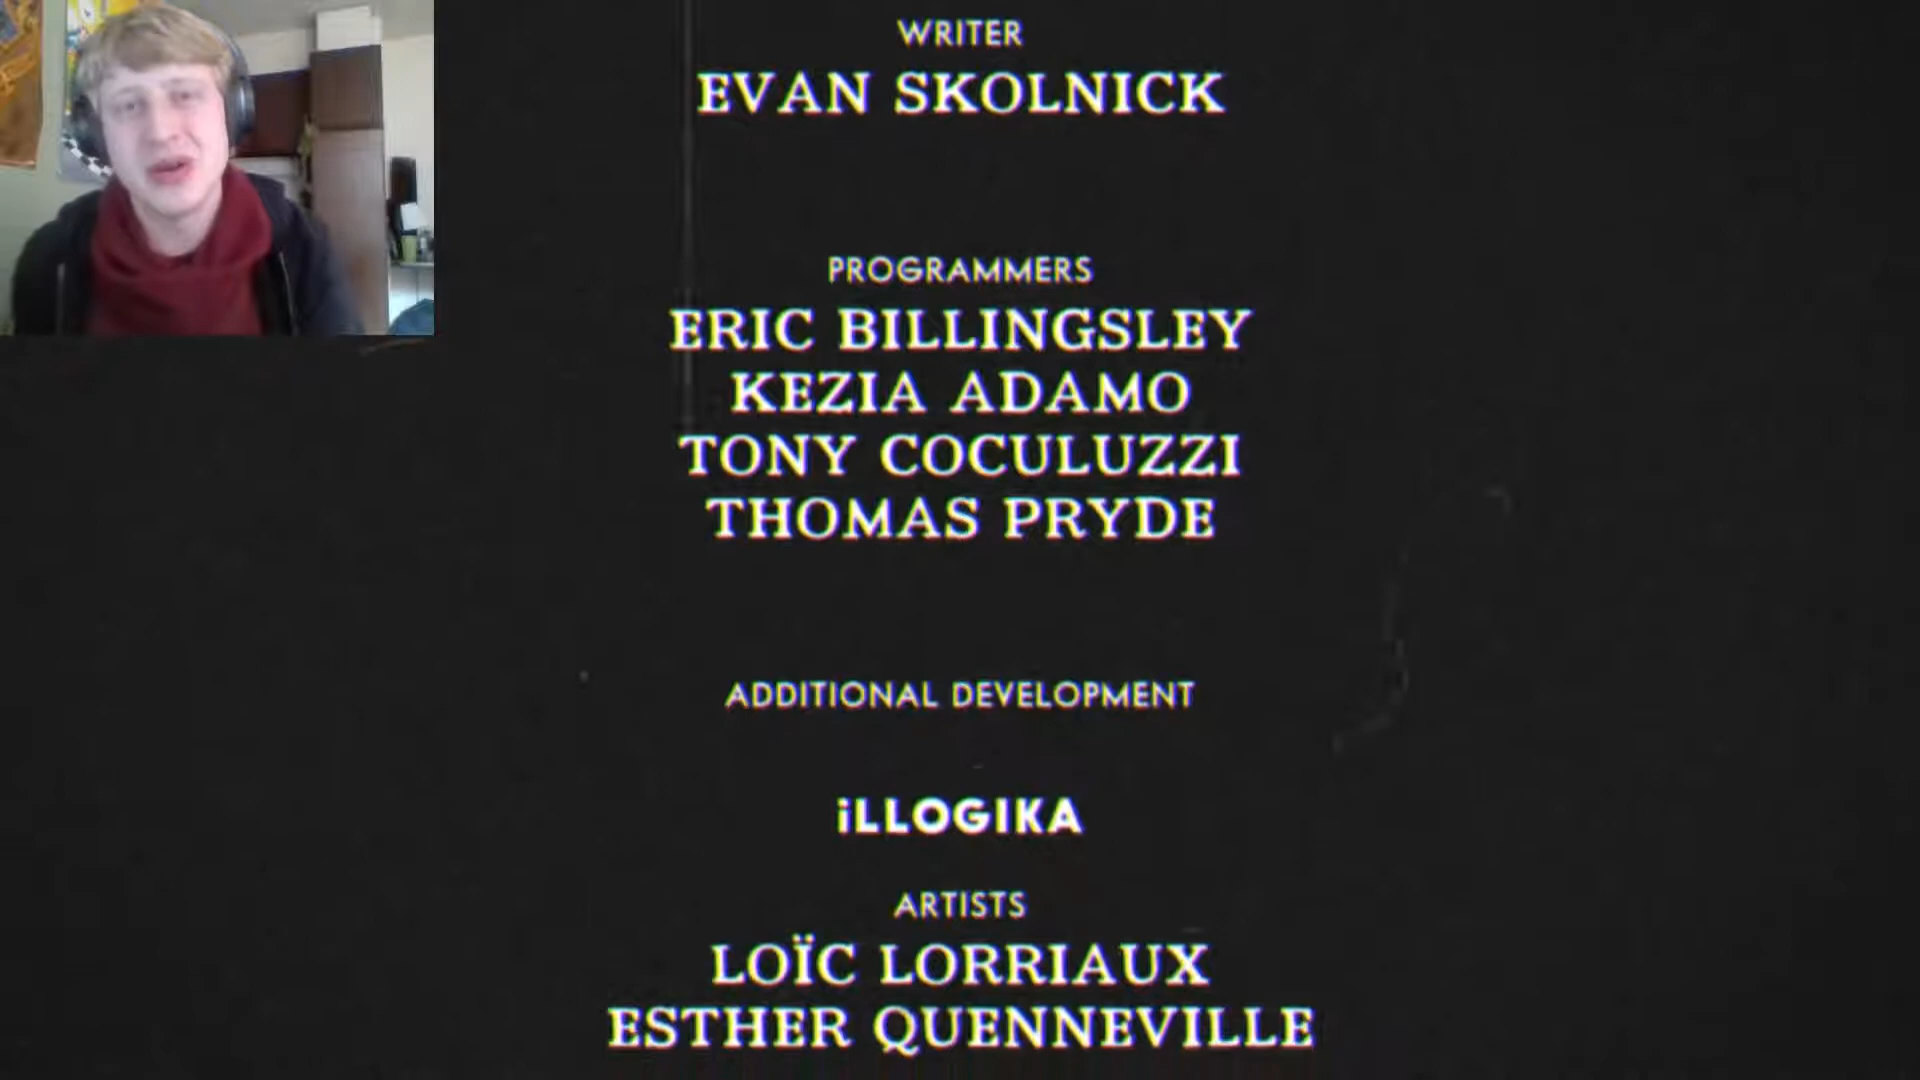 WRITER
EVAN SKOLNICK
PROGRAMMERS
ERIC BILLINGSLEY
KEZIA ADAMO
TONY COCULUZZI
THOMAS PRYDE
ADDITIONAL DEVELOPMENT
iLLOGIKA
ARTISTS
LOÏC LORRIAUX
ESTHER QUENNEVILLE